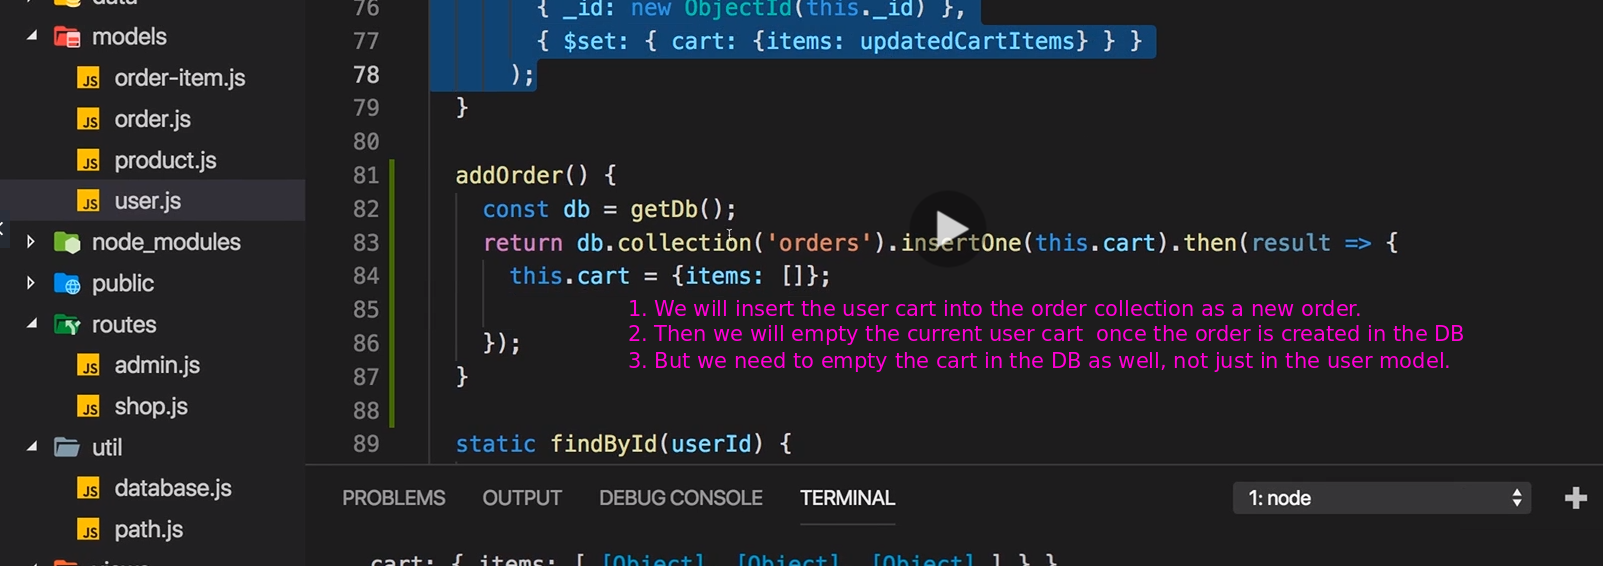 data
models
order-item.js
order.js
product.js
user.js
node_modules
public
routes
admin.js
shop.js
util
database.js
path.js
views
76 { _id: new ObjectId(this._id) },
77 { $set: { cart: {items: updatedCartItems} } }
78 );
79 }
80
81 addOrder() {
82 const db = getDb();
83 return db.collection('orders').insertOne(this.cart).then(result => {
84 this.cart = {items: []};
85
86 });
87 }
88
89 static findById(userId) {
1. We will insert the user cart into the order collection as a new order.
2. Then we will empty the current user cart once the order is created in the DB
3. But we need to empty the cart in the DB as well, not just in the user model.
PROBLEMS OUTPUT DEBUG CONSOLE TERMINAL 1: node
cart: { items: [ [Object], [Object], [Object] ] } }